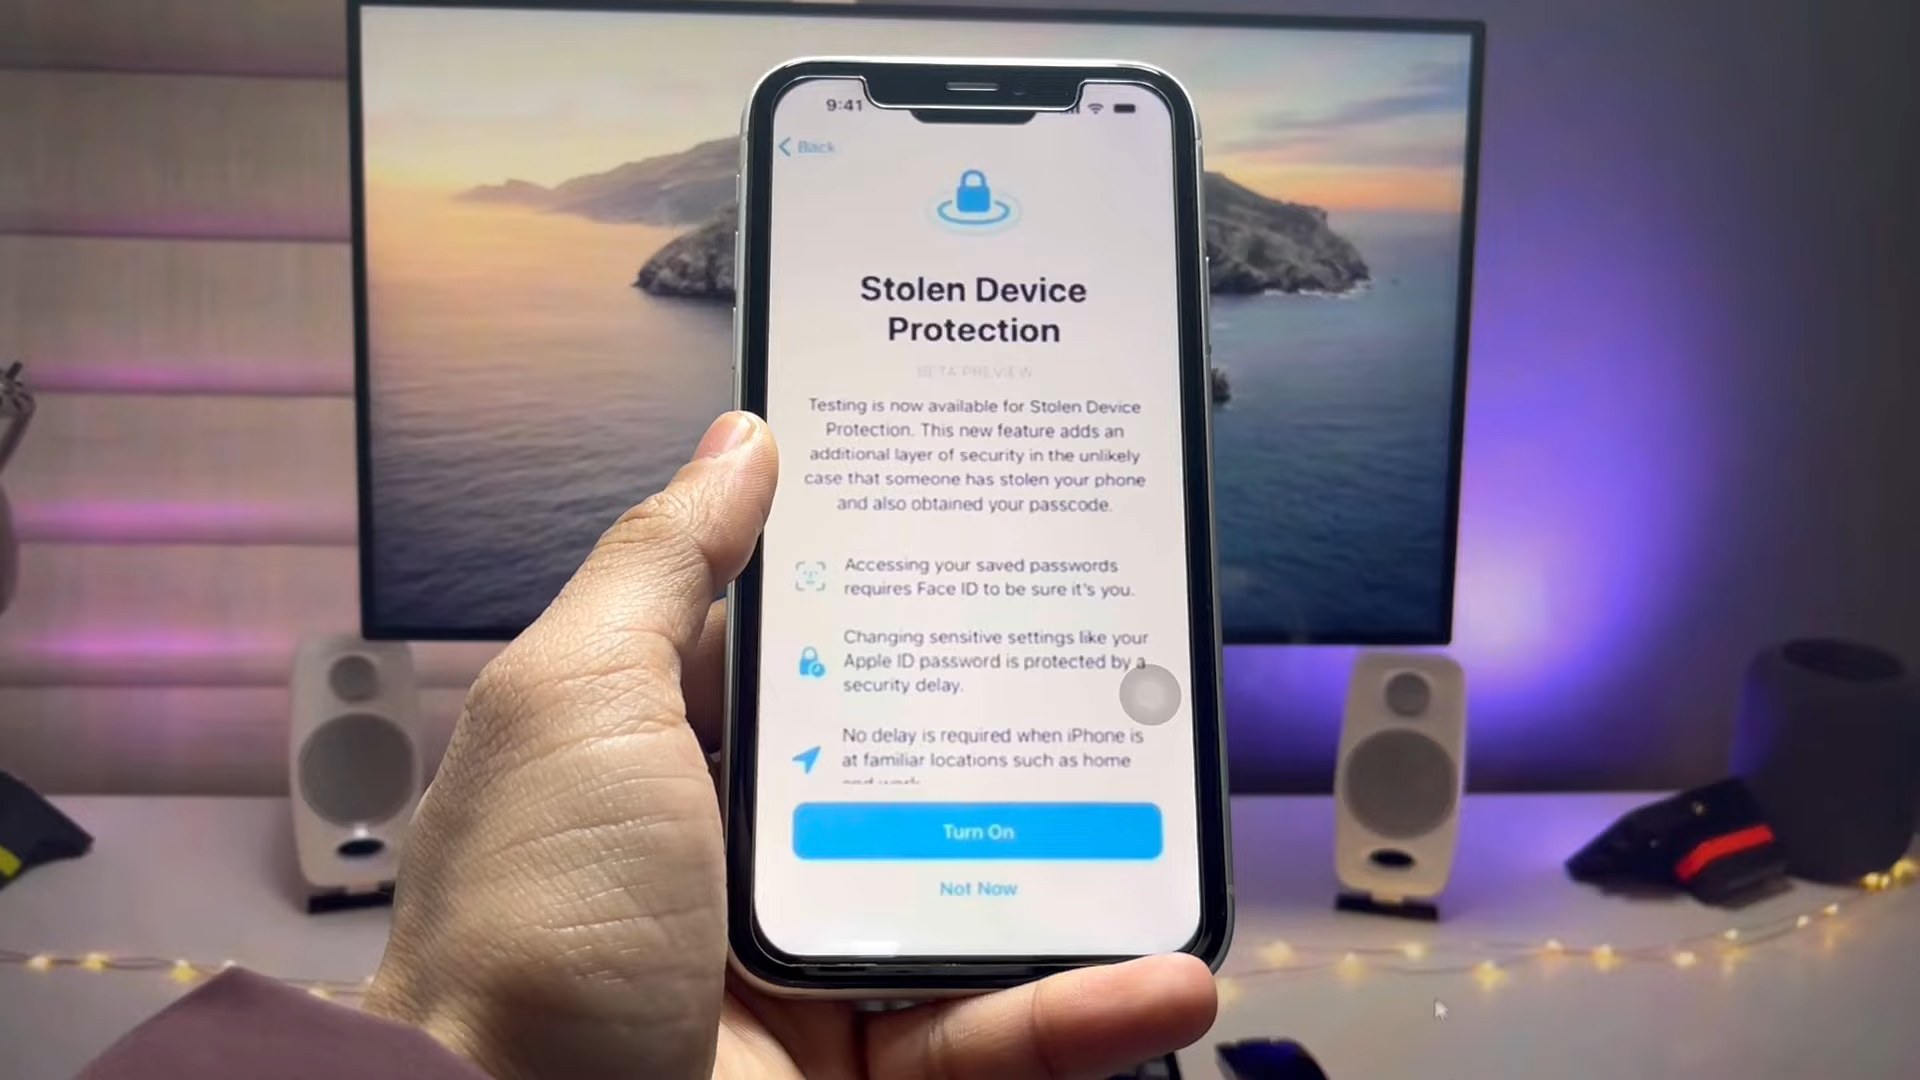 9:41
Back
Stolen Device
Protection
BETA PREVIEW
Testing is now available for Stolen Device
Protection. This new feature adds an
additional layer of security in the unlikely
case that someone has stolen your phone
and also obtained your passcode.
Accessing your saved passwords
requires Face ID to be sure it's you.
Changing sensitive settings like your
Apple ID password is protected by a
security delay.
No delay is required when iPhone is
at familiar locations such as home
and work
Turn On
Not Now